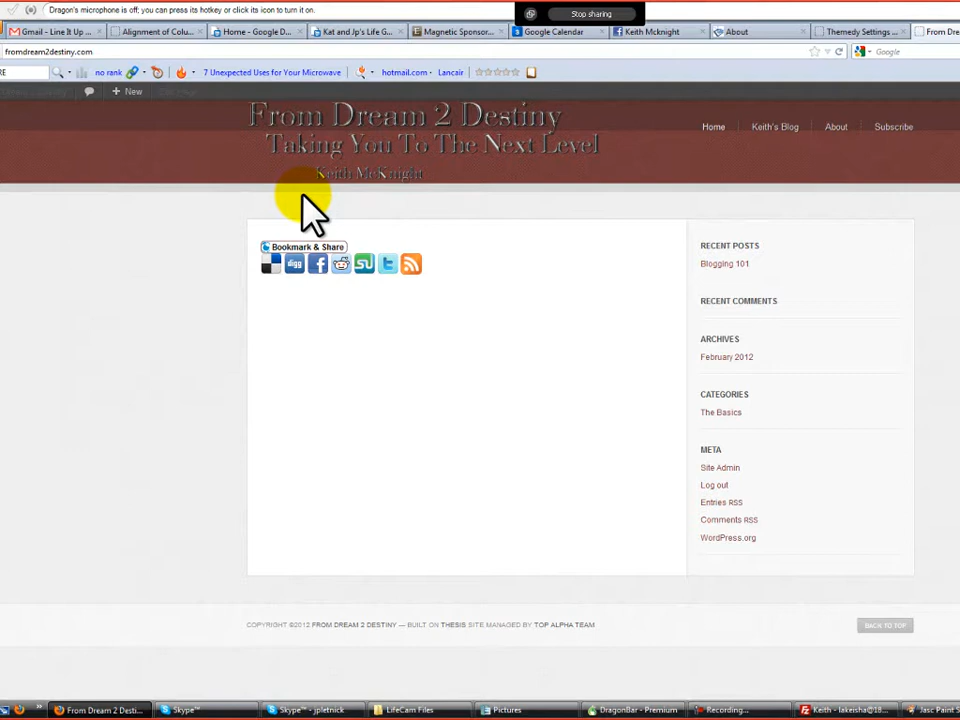 Dragon's microphone is off; you can press its hotkey or click its icon to turn it on.
Stop sharing
Gmail - Line It Up ...
Alignment of Colu...
Home - Google D...
Kat and Jp's Life G...
Magnetic Sponsor...
Google Calendar
Keith Mcknight
About
Themedy Settings ...
From Drea
fromdream2destiny.com
Google
RE
no rank
7 Unexpected Uses for Your Microwave
hotmail.com
Lancair
New
From Dream 2 Destiny
Taking You To The Next Level
Keith McKnight
Home
Keith's Blog
About
Subscribe
Bookmark & Share
digg
RECENT POSTS
Blogging 101
RECENT COMMENTS
ARCHIVES
February 2012
CATEGORIES
The Basics
META
Site Admin
Log out
Entries RSS
Comments RSS
WordPress.org
COPYRIGHT ©2012 FROM DREAM 2 DESTINY — BUILT ON THESIS SITE MANAGED BY TOP ALPHA TEAM
BACK TO TOP
From Dream 2 Desti...
Skype™
Skype™ - jpletnick
LifeCam Files
Pictures
DragonBar - Premium
Recording...
Keith - lakeisha@18...
Jasc Paint S